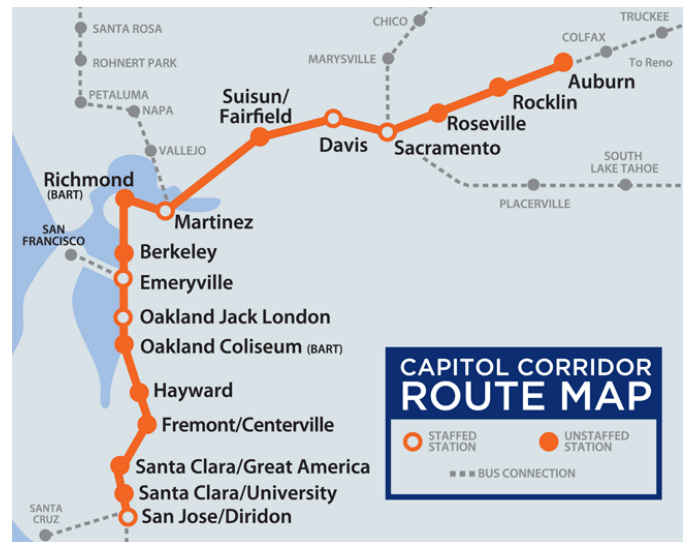 TRUCKEE
CHICO
COLFAX
SANTA ROSA
MARYSVILLE
To Reno
ROHNERT PARK
Auburn
PETALUMA
Suisun/
Fairfield
Rocklin
NAPA
Roseville
Davis
Sacramento
VALLEJO
SOUTH
LAKE TAHOE
Richmond
(BART)
PLACERVILLE
Martinez
SAN
FRANCISCO
Berkeley
Emeryville
Oakland Jack London
Oakland Coliseum (BART)
Hayward
Fremont/Centerville
Santa Clara/Great America
Santa Clara/University
San Jose/Diridon
SANTA
CRUZ
CAPITOL CORRIDOR
ROUTE MAP
STAFFED
STATION
UNSTAFFED
STATION
BUS CONNECTION